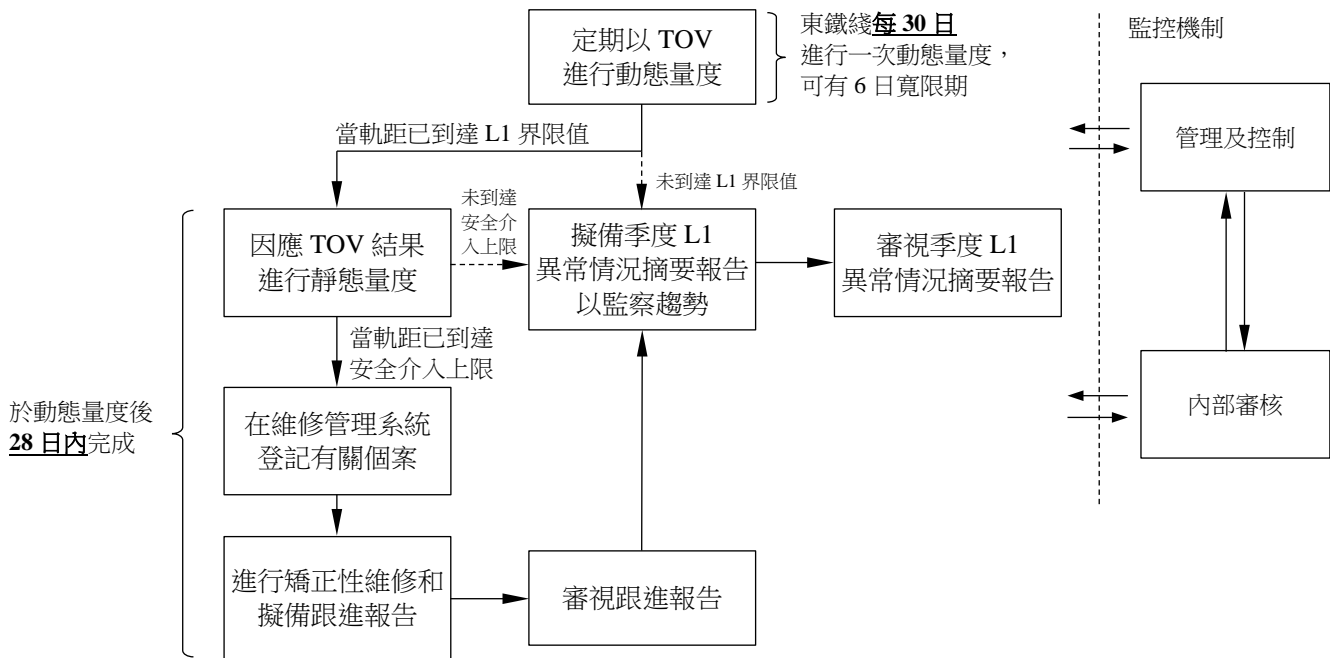 定期以 TOV
進行動態量度
東鐵綫每 30 日
進行一次動態量度，
可有 6 日寬限期
監控機制
管理及控制
當軌距已到達 L1 界限值
未到達 L1 界限值
因應 TOV 結果
進行靜態量度
未到達
安全介
入上限
擬備季度 L1
異常情況摘要報告
以監察趨勢
審視季度 L1
異常情況摘要報告
當軌距已到達
安全介入上限
於動態量度後
28 日內完成
在維修管理系統
登記有關個案
內部審核
進行矯正性維修和
擬備跟進報告
審視跟進報告